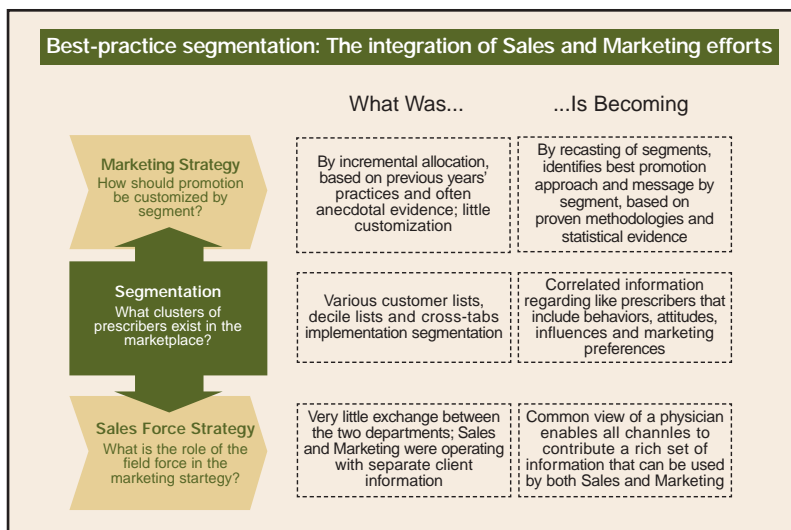 Best-practice segmentation: The integration of Sales and Marketing efforts
What Was...
...Is Becoming
Marketing Strategy
How should promotion
be customized by
segment?
By incremental allocation,
based on previous years'
practices and often
anecdotal evidence; little
customization
By recasting of segments,
identifies best promotion
approach and message by
segment, based on
proven methodologies and
statistical evidence
Segmentation
What clusters of
prescribers exist in the
marketplace?
Various customer lists,
decile lists and cross-tabs
implementation segmentation
Correlated information
regarding like prescribers that
include behaviors, attitudes,
influences and marketing
preferences
Sales Force Strategy
What is the role of the
field force in the
marketing startegy?
Very little exchange between
the two departments; Sales
and Marketing were operating
with separate client
information
Common view of a physician
enables all channles to
contribute a rich set of
information that can be used
by both Sales and Marketing